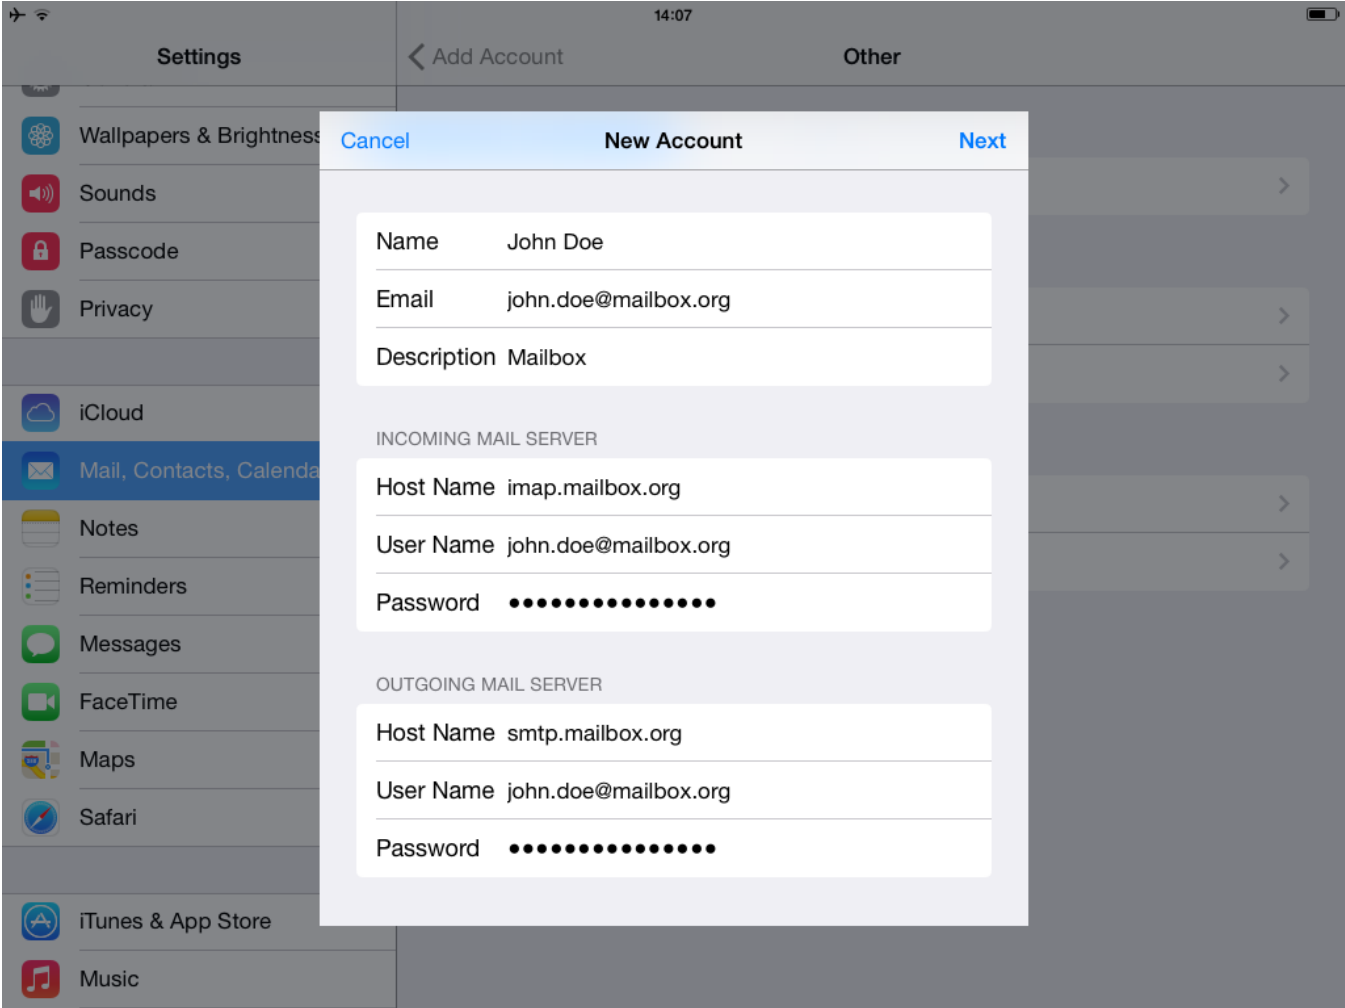 14:07
Settings
Add Account
Other
Wallpapers & Brightness
Sounds
Passcode
Privacy
iCloud
Mail, Contacts, Calenda
Notes
Reminders
Messages
FaceTime
Maps
Safari
iTunes & App Store
Music
Cancel
New Account
Next
Name John Doe
Email john.doe@mailbox.org
Description Mailbox
INCOMING MAIL SERVER
Host Name imap.mailbox.org
User Name john.doe@mailbox.org
Password •••••••••••••••
OUTGOING MAIL SERVER
Host Name smtp.mailbox.org
User Name john.doe@mailbox.org
Password •••••••••••••••